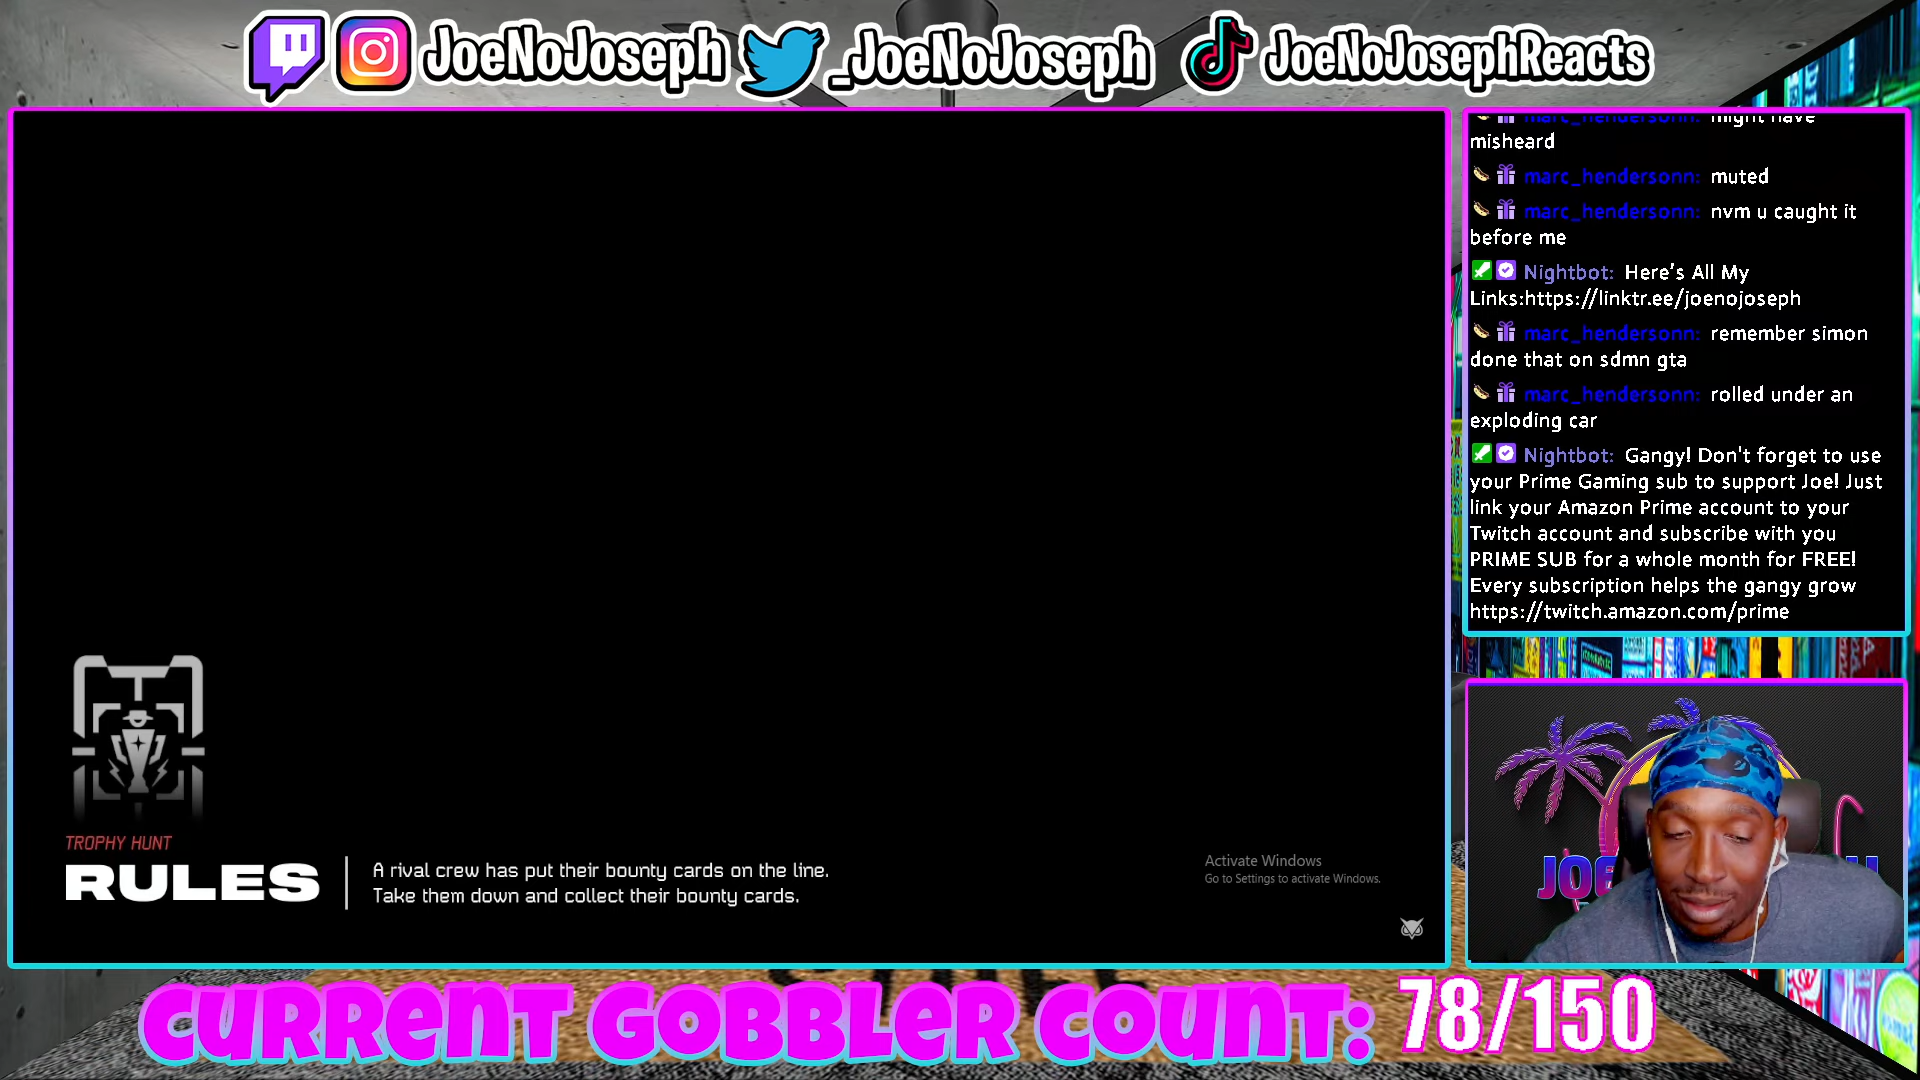 JoeNoJoseph
_JoeNoJoseph
JoeNoJosephReacts
marc_hendersonn: might have
misheard
marc_hendersonn: muted
marc_hendersonn: nvm u caught it
before me
Nightbot: Here's All My
Links:https://linktr.ee/joenojoseph
marc_hendersonn: remember simon
done that on sdmn gta
marc_hendersonn: rolled under an
exploding car
Nightbot: Gangy! Don't forget to use
your Prime Gaming sub to support Joe! Just
link your Amazon Prime account to your
Twitch account and subscribe with you
PRIME SUB for a whole month for FREE!
Every subscription helps the gangy grow
https://twitch.amazon.com/prime
TROPHY HUNT
RULES
A rival crew has put their bounty cards on the line.
Take them down and collect their bounty cards.
Activate Windows
Go to Settings to activate Windows.
JOE
CURRENT GOBBLER COUNT: 78/150